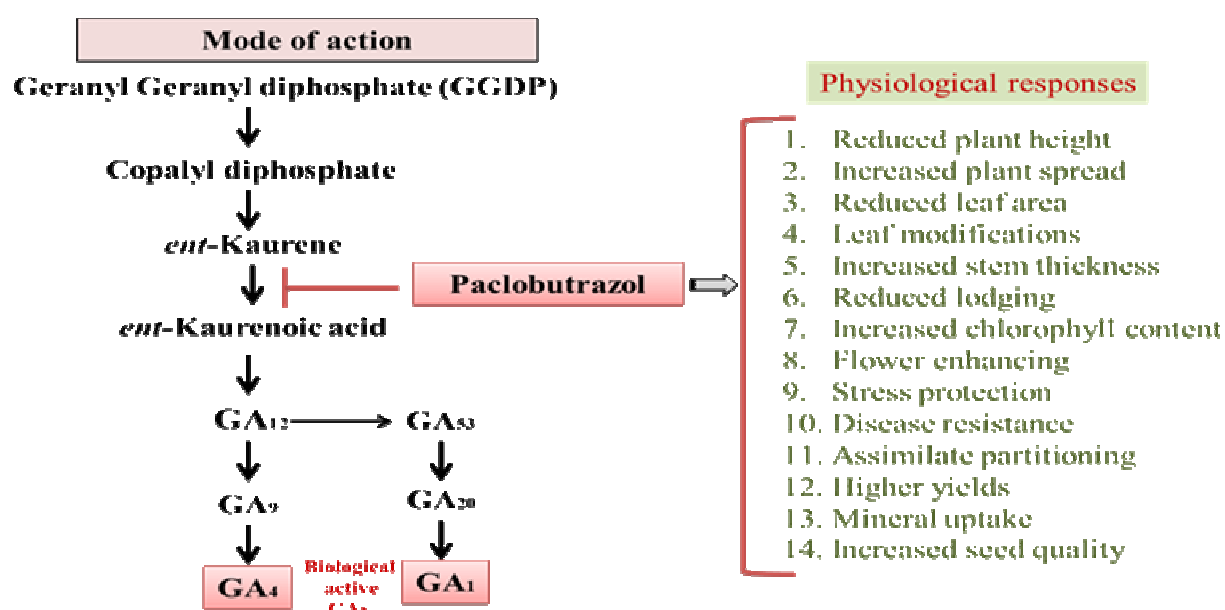 Mode of action
Geranyl Geranyl diphosphate (GGDP)
Copalyl diphosphate
ent-Kaurene
Paclobutrazol
ent-Kaurenoic acid
GA12
GA53
GA9
GA20
GA4
Biological
active
GAs
GA1
Physiological responses
1. Reduced plant height
2. Increased plant spread
3. Reduced leaf area
4. Leaf modifications
5. Increased stem thickness
6. Reduced lodging
7. Increased chlorophyll content
8. Flower enhancing
9. Stress protection
10. Disease resistance
11. Assimilate partitioning
12. Higher yields
13. Mineral uptake
14. Increased seed quality